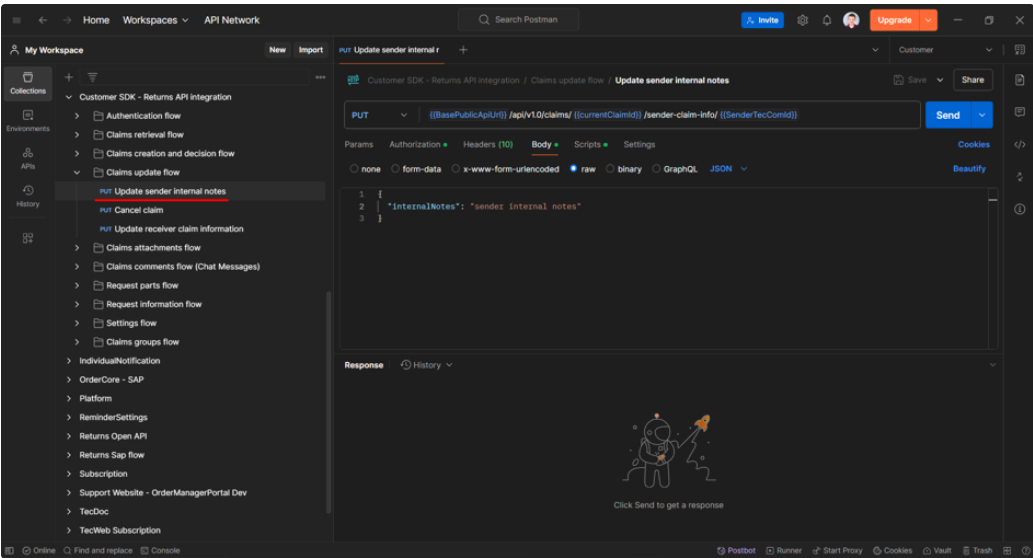 Home Workspaces API Network Search Postman Invite Upgrade
My Workspace New Import PUT Update sender internal r Customer
Collections
Environments
APIs
History
Customer SDK - Returns API integration
Authentication flow
Claims retrieval flow
Claims creation and decision flow
Claims update flow
PUT Update sender internal notes
PUT Cancel claim
PUT Update receiver claim information
Claims attachments flow
Claims comments flow (Chat Messages)
Request parts flow
Request information flow
Settings flow
Claims groups flow
IndividualNotification
OrderCore - SAP
Platform
ReminderSettings
Returns Open API
Returns Sap flow
Subscription
Support Website - OrderManagerPortal Dev
TecDoc
TecWeb Subscription
HTTP Customer SDK - Returns API integration / Claims update flow / Update sender internal notes Save Share
PUT {{BasePublicApiUrl}} /api/v1.0/claims/ {{currentClaimId}} /sender-claim-info/ {{SenderTecComId}} Send
Params Authorization Headers (10) Body Scripts Settings Cookies
none form-data x-www-form-urlencoded raw binary GraphQL JSON Beautify
1 {
2 "internalNotes": "sender internal notes"
3 }
Response History
Click Send to get a response
Online Find and replace Console Postbot Runner Start Proxy Cookies Vault Trash